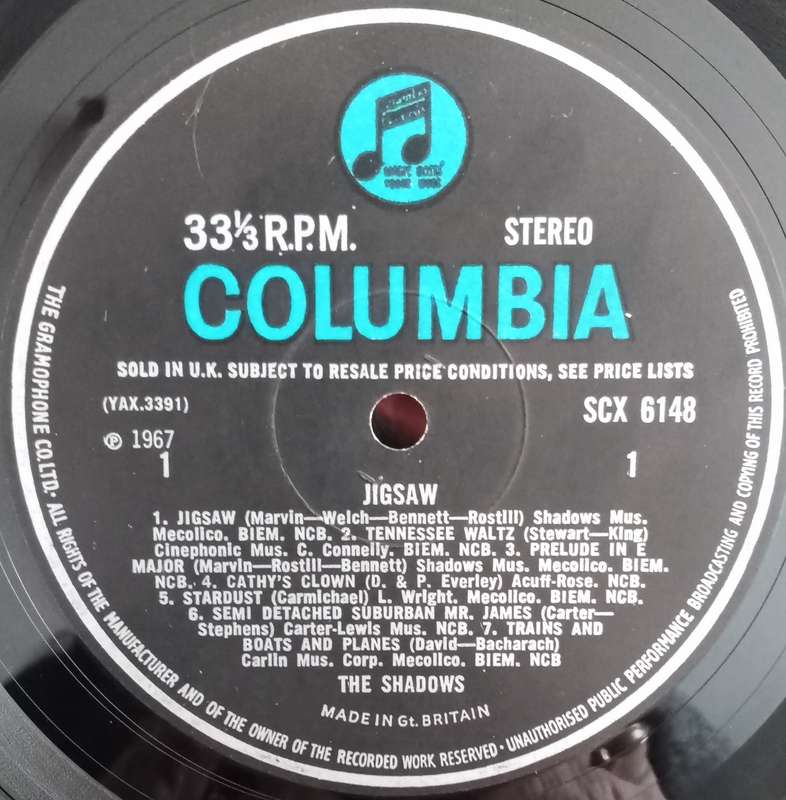 33⅓ R.P.M.
STEREO
COLUMBIA
SOLD IN U.K. SUBJECT TO RESALE PRICE CONDITIONS, SEE PRICE LISTS
(YAX.3391)
SCX 6148
℗ 1967
1
1
JIGSAW
1. JIGSAW (Marvin—Welch—Bennett—Rostill) Shadows Mus.
Mecolico. BIEM. NCB. 2. TENNESSEE WALTZ (Stewart—King)
Cinephonic Mus. C. Connelly. BIEM. NCB. 3. PRELUDE IN E
MAJOR (Marvin—Rostill—Bennett) Shadows Mus. Mecolico. BIEM.
NCB. 4. CATHY'S CLOWN (D. & P. Everley) Acuff-Rose. NCB.
5. STARDUST (Carmichael) L. Wright. Mecolico. BIEM. NCB.
6. SEMI DETACHED SUBURBAN MR. JAMES (Carter—
Stephens) Carter-Lewis Mus. NCB. 7. TRAINS AND
BOATS AND PLANES (David—Bacharach)
Carlin Mus. Corp. Mecolico. BIEM. NCB
THE SHADOWS
MADE IN Gt. BRITAIN
THE GRAMOPHONE CO. LTD. · ALL RIGHTS OF THE MANUFACTURER AND OF THE OWNER OF THE RECORDED WORK RESERVED · UNAUTHORISED PUBLIC PERFORMANCE BROADCASTING AND COPYING OF THIS RECORD PROHIBITED